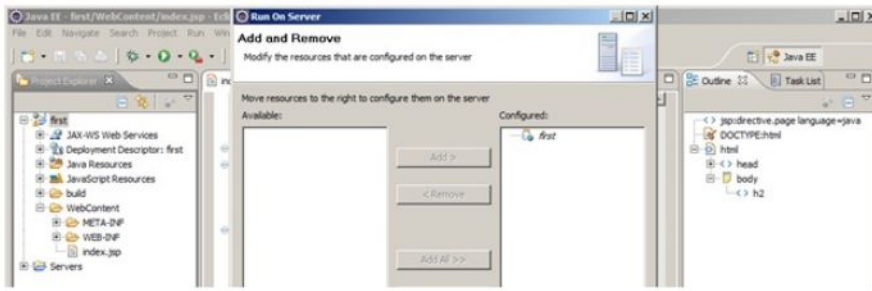 Java EE - first/WebContent/index.jsp - Ecl
File Edit Navigate Search Project Run Win
Project Explorer
first
JAX-WS Web Services
Deployment Descriptor: first
Java Resources
JavaScript Resources
build
WebContent
META-INF
WEB-INF
index.jsp
Servers
Run On Server
Add and Remove
Modify the resources that are configured on the server
Move resources to the right to configure them on the server
Available:
Configured:
first
Add >
< Remove
Add All >>
Java EE
Outline Task List
jsp:directive.page language=java
DOCTYPE:html
html
<> head
body
<> h2